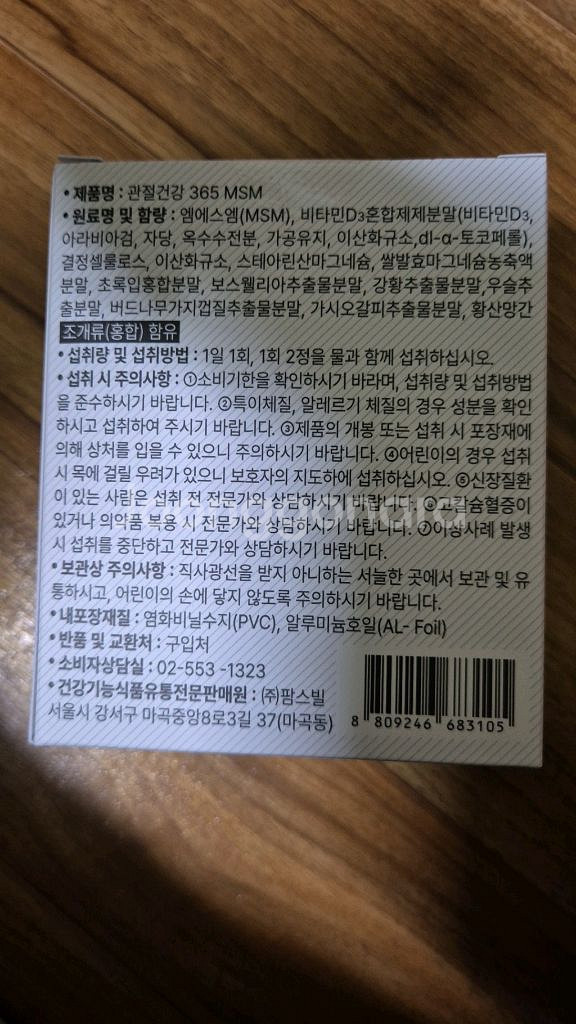 • 제품명 : 관절건강 365 MSM
• 원료명 및 함량 : 엠에스엠(MSM), 비타민D₃혼합제제분말(비타민D₃,
아라비아검, 자당, 옥수수전분, 가공유지, 이산화규소,dl-α-토코페롤),
결정셀룰로스, 이산화규소, 스테아린산마그네슘, 쌀발효마그네슘농축액
분말, 초록입홍합분말, 보스웰리아추출물분말, 강황추출물분말,우슬추
출분말, 버드나무가지껍질추출물분말, 가시오갈피추출물분말, 황산망간
조개류(홍합) 함유
• 섭취량 및 섭취방법 : 1일 1회, 1회 2정을 물과 함께 섭취하십시오.
• 섭취 시 주의사항 : ①소비기한을 확인하시기 바라며, 섭취량 및 섭취방법
을 준수하시기 바랍니다. ②특이체질, 알레르기 체질의 경우 성분을 확인
하시고 섭취하여 주시기 바랍니다. ③제품의 개봉 또는 섭취 시 포장재에
의해 상처를 입을 수 있으니 주의하시기 바랍니다. ④어린이의 경우 섭취
시 목에 걸릴 우려가 있으니 보호자의 지도하에 섭취하십시오. ⑤신장질환
이 있는 사람은 섭취 전 전문가와 상담하시기 바랍니다. ⑥고칼슘혈증이
있거나 의약품 복용 시 전문가와 상담하시기 바랍니다. ⑦이상사례 발생
시 섭취를 중단하고 전문가와 상담하시기 바랍니다.
• 보관상 주의사항 : 직사광선을 받지 아니하는 서늘한 곳에서 보관 및 유
통하시고, 어린이의 손에 닿지 않도록 주의하시기 바랍니다.
• 내포장재질 : 염화비닐수지(PVC), 알루미늄호일(AL- Foil)
• 반품 및 교환처 : 구입처
• 소비자상담실 : 02-553 -1323
• 건강기능식품유통전문판매원 : (주)팜스빌
서울시 강서구 마곡중앙8로3길 37(마곡동)
8 809246 683105